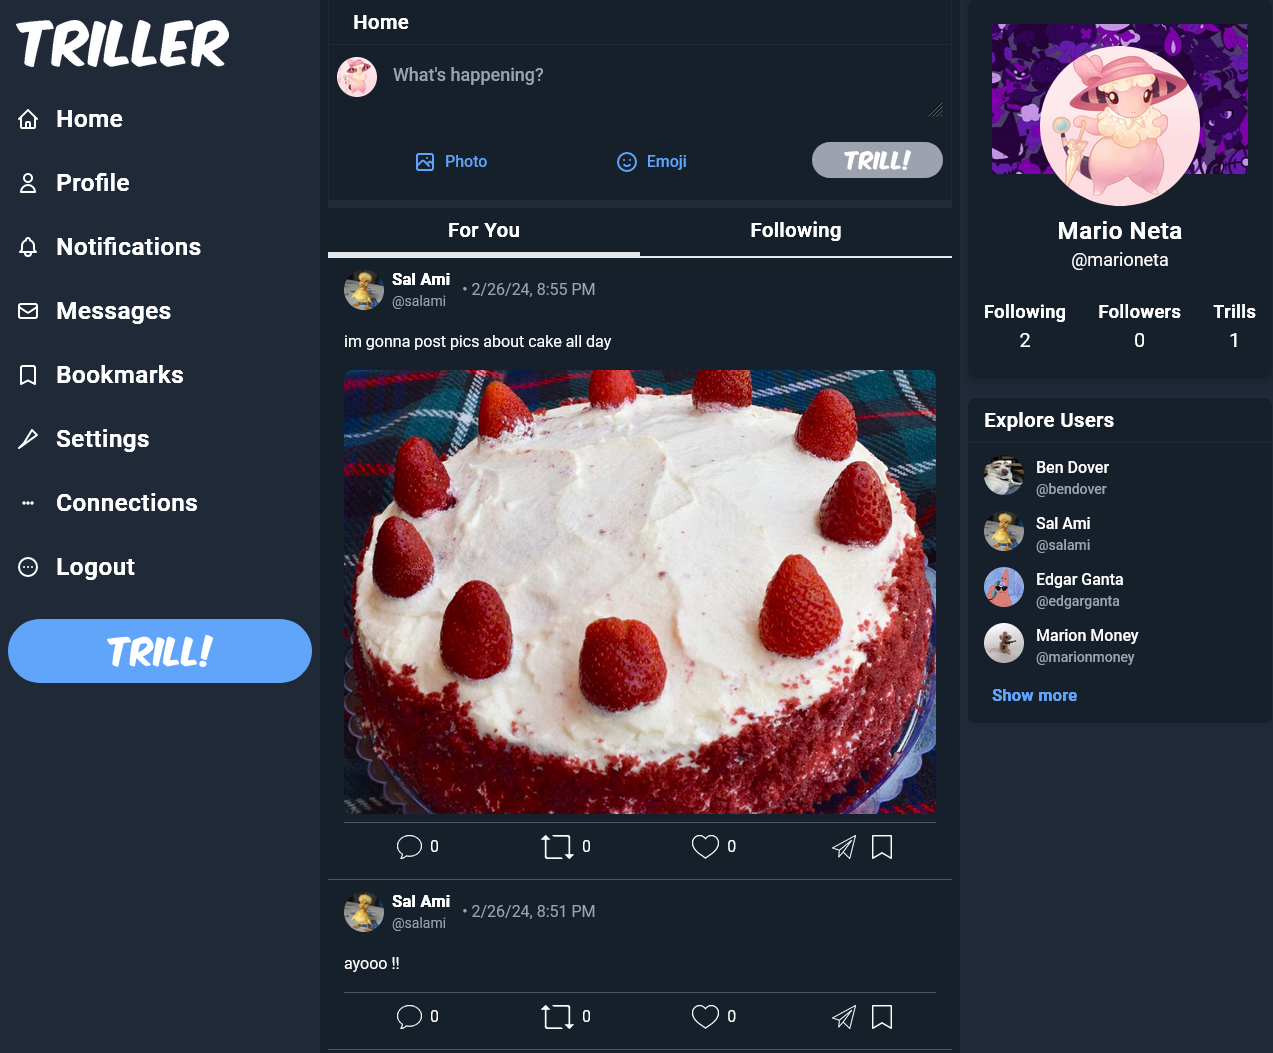 TRILLER
Home
Profile
Notifications
Messages
Bookmarks
Settings
Connections
Logout
TRILL!
Home
What's happening?
Photo
Emoji
TRILL!
For You
Following
Sal Ami
@salami
• 2/26/24, 8:55 PM
im gonna post pics about cake all day
0
0
0
Sal Ami
@salami
• 2/26/24, 8:51 PM
ayooo !!
0
0
0
Mario Neta
@marioneta
Following
Followers
Trills
2
0
1
Explore Users
Ben Dover
@bendover
Sal Ami
@salami
Edgar Ganta
@edgarganta
Marion Money
@marionmoney
Show more